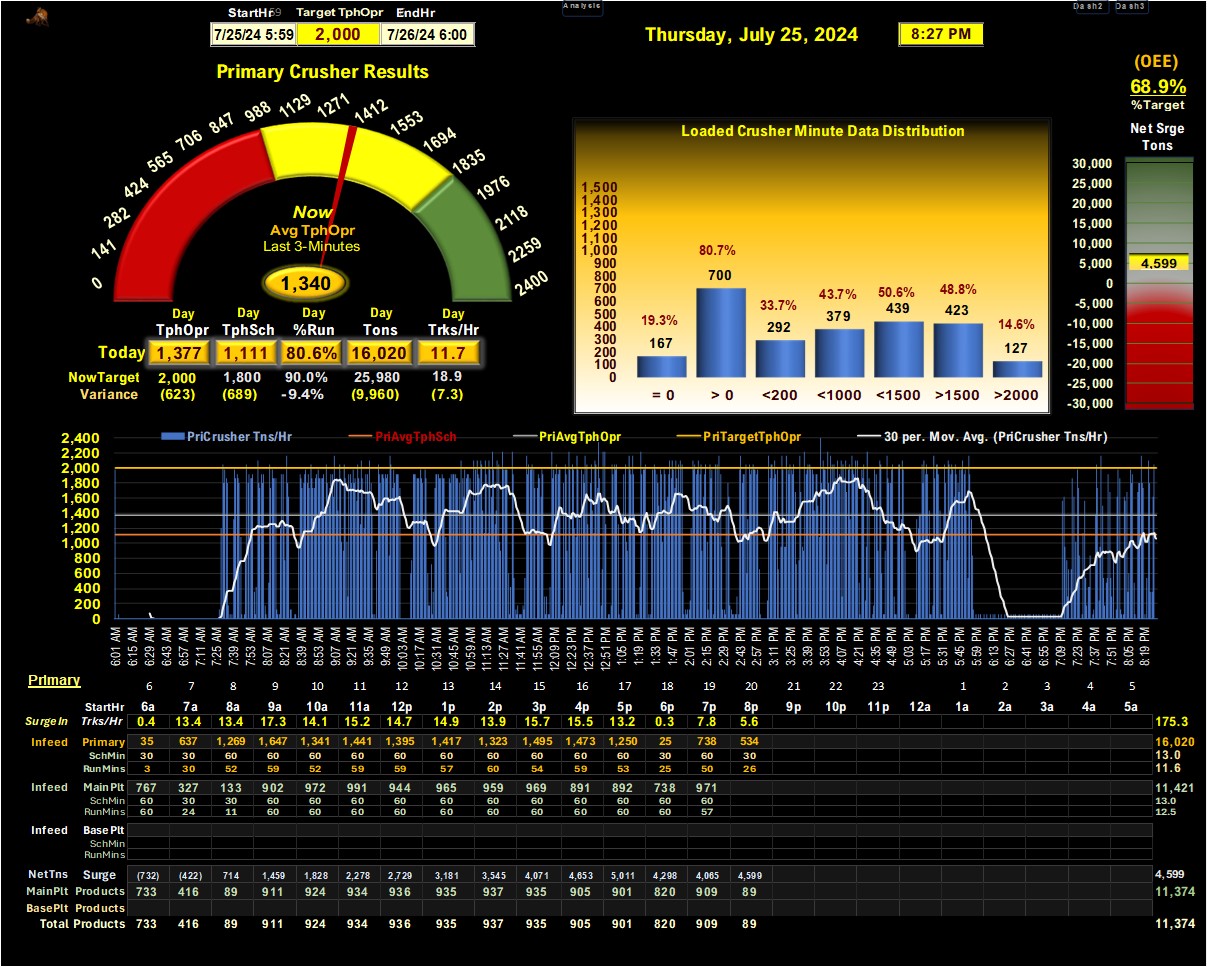 Analysis
Dash2 Dash3
StartHr Target TphOpr EndHr
7/25/24 5:59 2,000 7/26/24 6:00
Thursday, July 25, 2024 8:27 PM
(OEE)
68.9%
%Target
Primary Crusher Results
0 141 282 424 565 706 847 988 1129 1271 1412 1553 1694 1835 1976 2118 2259 2400
Now
Avg TphOpr
Last 3-Minutes
1,340
Day Day Day Day Day
TphOpr TphSch %Run Tons Trks/Hr
Today 1,377 1,111 80.6% 16,020 11.7
NowTarget 2,000 1,800 90.0% 25,980 18.9
Variance (623) (689) -9.4% (9,960) (7.3)
Loaded Crusher Minute Data Distribution
1,500
1,400
1,300
1,200
1,100
1,000
900
800
700
600
500
400
300
200
100
0
19.3% 80.7% 33.7% 43.7% 50.6% 48.8% 14.6%
167 700 292 379 439 423 127
= 0 > 0 <200 <1000 <1500 >1500 >2000
Net Srge
Tons
30,000
25,000
20,000
15,000
10,000
5,000
0
-5,000
-10,000
-15,000
-20,000
-25,000
-30,000
4,599
PriCrusher Tns/Hr PriAvgTphSch PriAvgTphOpr PriTargetTphOpr 30 per. Mov. Avg. (PriCrusher Tns/Hr)
2,400
2,200
2,000
1,800
1,600
1,400
1,200
1,000
800
600
400
200
0
6:01 AM 6:15 AM 6:29 AM 6:43 AM 6:57 AM 7:11 AM 7:25 AM 7:39 AM 7:53 AM 8:07 AM 8:21 AM 8:39 AM 8:53 AM 9:07 AM 9:21 AM 9:35 AM 9:49 AM 10:03 AM 10:17 AM 10:31 AM 10:45 AM 10:59 AM 11:13 AM 11:27 AM 11:41 AM 11:55 AM 12:09 PM 12:23 PM 12:37 PM 12:51 PM 1:05 PM 1:19 PM 1:33 PM 1:47 PM 2:01 PM 2:15 PM 2:29 PM 2:43 PM 2:57 PM 3:11 PM 3:25 PM 3:39 PM 3:53 PM 4:07 PM 4:21 PM 4:35 PM 4:49 PM 5:03 PM 5:17 PM 5:31 PM 5:45 PM 5:59 PM 6:13 PM 6:27 PM 6:41 PM 6:55 PM 7:09 PM 7:23 PM 7:37 PM 7:51 PM 8:05 PM 8:19 PM
Primary
6 7 8 9 10 11 12 13 14 15 16 17 18 19 20 21 22 23 1 2 3 4 5
StartHr 6a 7a 8a 9a 10a 11a 12p 1p 2p 3p 4p 5p 6p 7p 8p 9p 10p 11p 12a 1a 2a 3a 4a 5a
SurgeIn Trks/Hr 0.4 13.4 13.4 17.3 14.1 15.2 14.7 14.9 13.9 15.7 15.5 13.2 0.3 7.8 5.6 175.3
Infeed Primary 35 637 1,269 1,647 1,341 1,441 1,395 1,417 1,323 1,495 1,473 1,250 25 738 534 16,020
SchMin 30 30 60 60 60 60 60 60 60 60 60 60 30 60 30 13.0
RunMins 3 30 52 59 52 59 59 57 60 54 59 53 25 50 26 11.6
Infeed MainPlt 767 327 133 902 972 991 944 965 959 969 891 892 738 971 11,421
SchMin 60 30 30 60 60 60 60 60 60 60 60 60 60 60 13.0
RunMins 60 24 11 60 60 60 60 60 60 60 60 60 60 57 12.5
Infeed Base Plt
SchMin
RunMins
NetTns Surge (732) (422) 714 1,459 1,828 2,278 2,729 3,181 3,545 4,071 4,653 5,011 4,298 4,065 4,599 4,599
MainPlt Products 733 416 89 911 924 934 936 935 937 935 905 901 820 909 89 11,374
BasePlt Products
Total Products 733 416 89 911 924 934 936 935 937 935 905 901 820 909 89 11,374